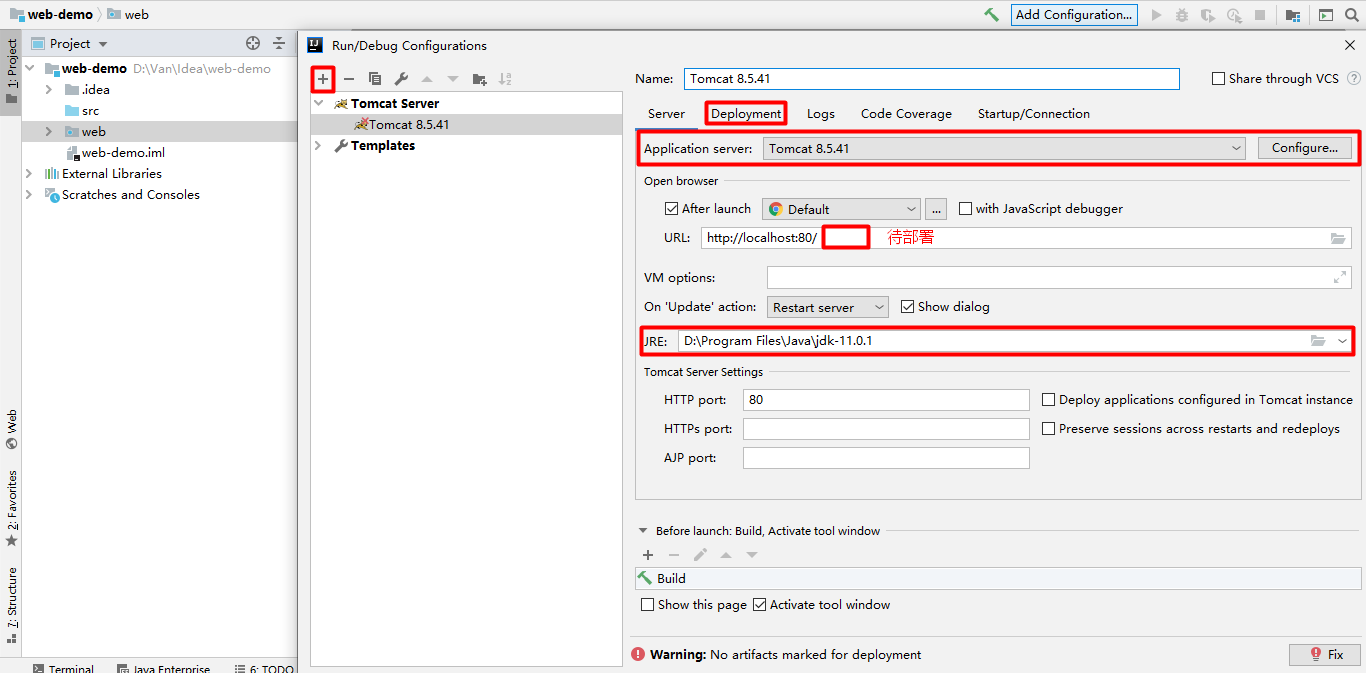 web-demo web
Add Configuration...
1: Project
Project
web-demo D:\Van\Idea\web-demo
.idea
src
web
web-demo.iml
External Libraries
Scratches and Consoles
Web
2: Favorites
7: Structure
Terminal Java Enterprise 6: TODO
Run/Debug Configurations
Tomcat Server
Tomcat 8.5.41
Templates
Name: Tomcat 8.5.41 Share through VCS ?
Server Deployment Logs Code Coverage Startup/Connection
Application server: Tomcat 8.5.41 Configure...
Open browser
After launch Default ... with JavaScript debugger
URL: http://localhost:80/ 待部署
VM options:
On 'Update' action: Restart server Show dialog
JRE: D:\Program Files\Java\jdk-11.0.1
Tomcat Server Settings
HTTP port: 80 Deploy applications configured in Tomcat instance
HTTPs port: Preserve sessions across restarts and redeploys
AJP port:
Before launch: Build, Activate tool window
Build
Show this page Activate tool window
Warning: No artifacts marked for deployment Fix